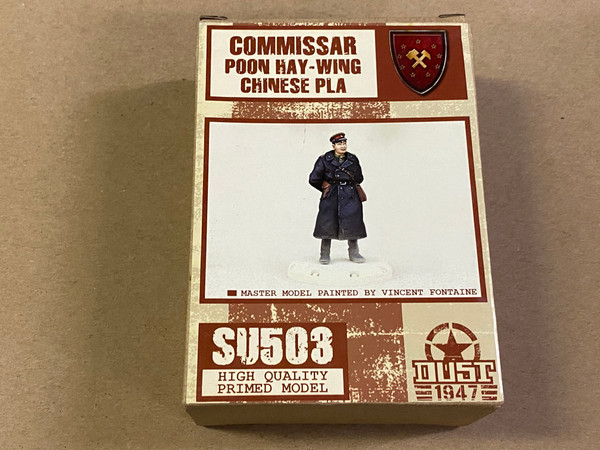 COMMISSAR
POON HAY-WING
CHINESE PLA
MASTER MODEL PAINTED BY VINCENT FONTAINE
SU503
HIGH QUALITY
PRIMED MODEL
DUST
1947